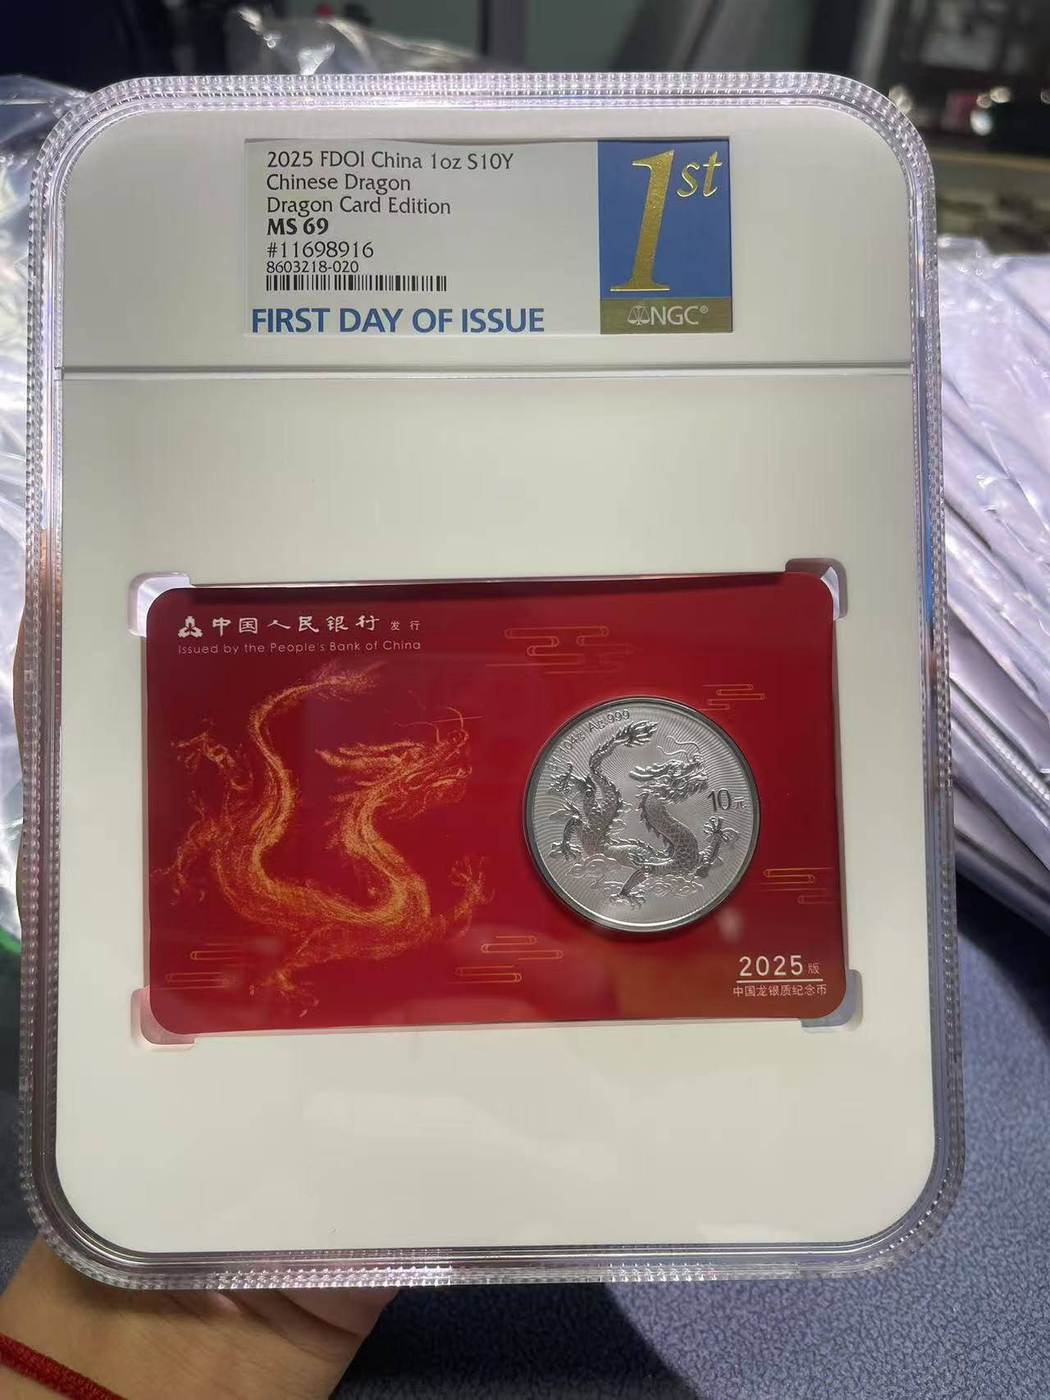 2025 FDOI China 1oz S10Y
Chinese Dragon
Dragon Card Edition
MS 69
#11698916
8603218-020
FIRST DAY OF ISSUE
1st
NGC®
中国人民银行 发行
Issued by the People's Bank of China
Ag.999
10元
2025版
中国龙银质纪念币